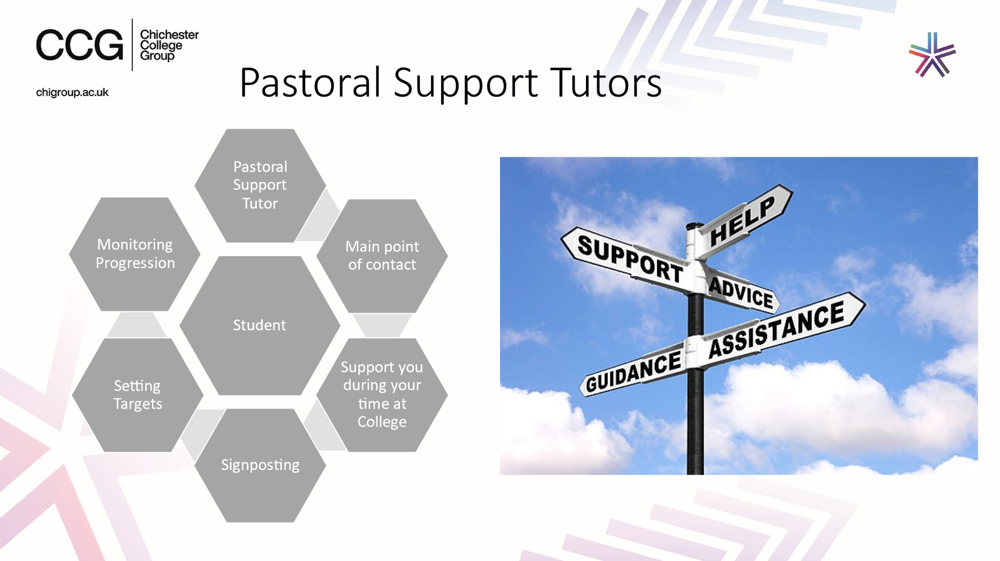 CCG
Chichester
College
Group
chigroup.ac.uk
Pastoral Support Tutors
Pastoral
Support
Tutor
Main point
of contact
Support you
during your
time at
College
Signposting
Setting
Targets
Monitoring
Progression
Student
HELP
SUPPORT
ADVICE
ASSISTANCE
GUIDANCE